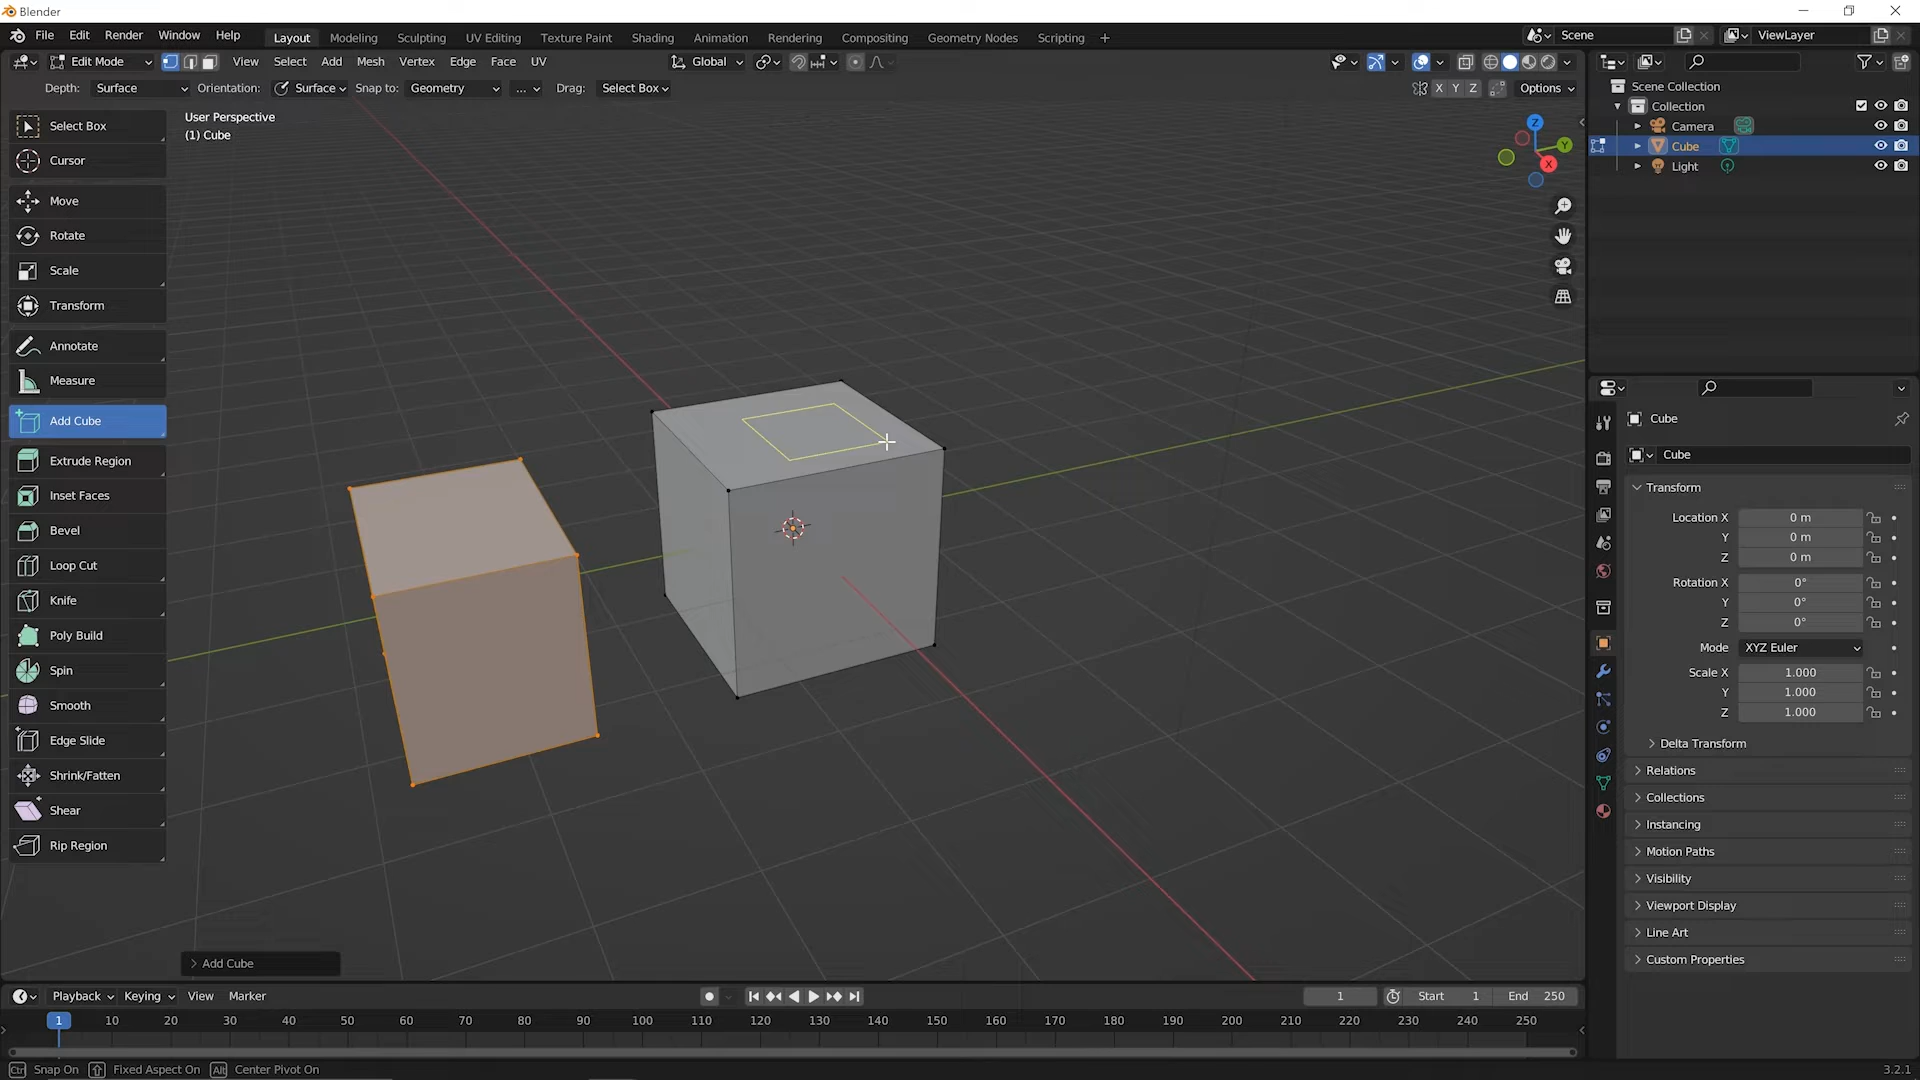 Blender
File Edit Render Window Help Layout Modeling Sculpting UV Editing Texture Paint Shading Animation Rendering Compositing Geometry Nodes Scripting + Scene ViewLayer
Edit Mode View Select Add Mesh Vertex Edge Face UV Global
Depth: Surface Orientation: Surface Snap to: Geometry ... Drag: Select Box X Y Z Options
User Perspective
(1) Cube
Z
Y
X
Select Box
Cursor
Move
Rotate
Scale
Transform
Annotate
Measure
Add Cube
Extrude Region
Inset Faces
Bevel
Loop Cut
Knife
Poly Build
Spin
Smooth
Edge Slide
Shrink/Fatten
Shear
Rip Region
Add Cube
Scene Collection
Collection
Camera
Cube
Light
Cube
Cube
Transform
Location X 0 m
Y 0 m
Z 0 m
Rotation X 0°
Y 0°
Z 0°
Mode XYZ Euler
Scale X 1.000
Y 1.000
Z 1.000
Delta Transform
Relations
Collections
Instancing
Motion Paths
Visibility
Viewport Display
Line Art
Custom Properties
Playback Keying View Marker 1 Start 1 End 250
1 10 20 30 40 50 60 70 80 90 100 110 120 130 140 150 160 170 180 190 200 210 220 230 240 250
Ctrl Snap On Fixed Aspect On Alt Center Pivot On 3.2.1